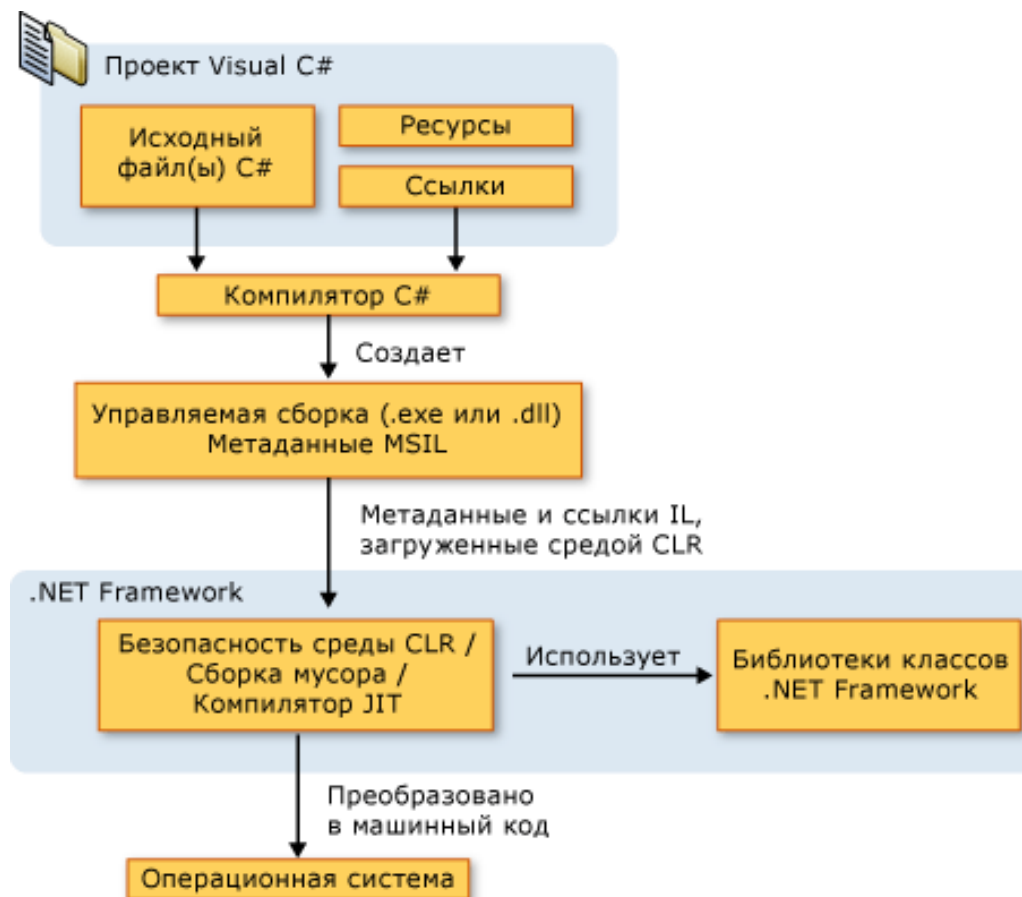 Проект Visual C#
Исходный
файл(ы) C#
Ресурсы
Ссылки
Компилятор C#
Создает
Управляемая сборка (.exe или .dll)
Метаданные MSIL
Метаданные и ссылки IL,
загруженные средой CLR
.NET Framework
Безопасность среды CLR /
Сборка мусора /
Компилятор JIT
Использует
Библиотеки классов
.NET Framework
Преобразовано
в машинный код
Операционная система